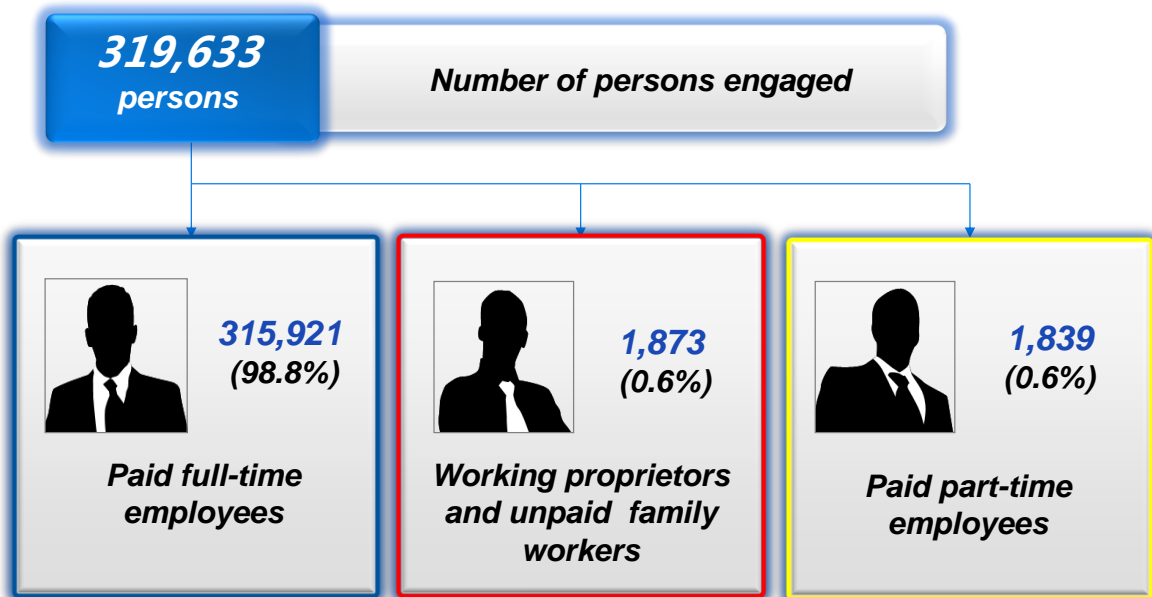 319,633
persons
Number of persons engaged
315,921
(98.8%)
Paid full-time
employees
1,873
(0.6%)
Working proprietors
and unpaid family
workers
1,839
(0.6%)
Paid part-time
employees